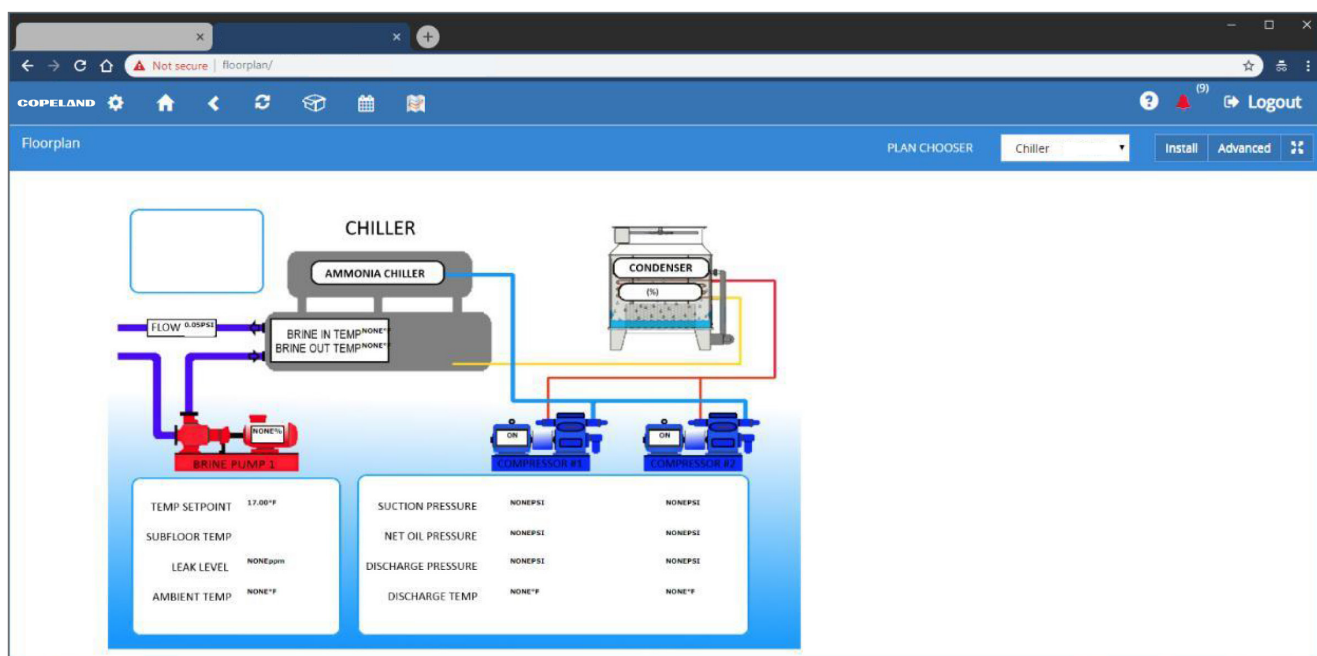 Not secure | floorplan/
COPELAND
(9)
Logout
Floorplan
PLAN CHOOSER
Chiller
Install
Advanced
CHILLER
AMMONIA CHILLER
CONDENSER
(%)
FLOW 0.05PSI
BRINE IN TEMP NONE°F
BRINE OUT TEMP NONE°F
NONE%
BRINE PUMP 1
ON
ON
COMPRESSOR #1
COMPRESSOR #2
TEMP SETPOINT 17.00°F
SUBFLOOR TEMP
LEAK LEVEL NONEppm
AMBIENT TEMP NONE°F
SUCTION PRESSURE NONEPSI NONEPSI
NET OIL PRESSURE NONEPSI NONEPSI
DISCHARGE PRESSURE NONEPSI NONEPSI
DISCHARGE TEMP NONE°F NONE°F